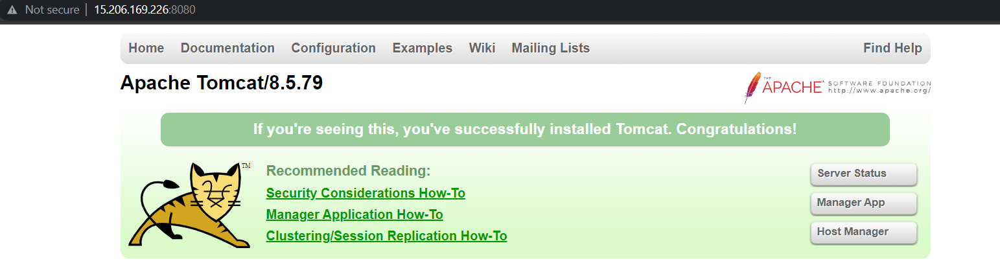 Not secure | 15.206.169.226:8080
Home Documentation Configuration Examples Wiki Mailing Lists Find Help
Apache Tomcat/8.5.79
THE APACHE SOFTWARE FOUNDATION
http://www.apache.org/
If you're seeing this, you've successfully installed Tomcat. Congratulations!
TM
Recommended Reading:
Security Considerations How-To
Manager Application How-To
Clustering/Session Replication How-To
Server Status
Manager App
Host Manager